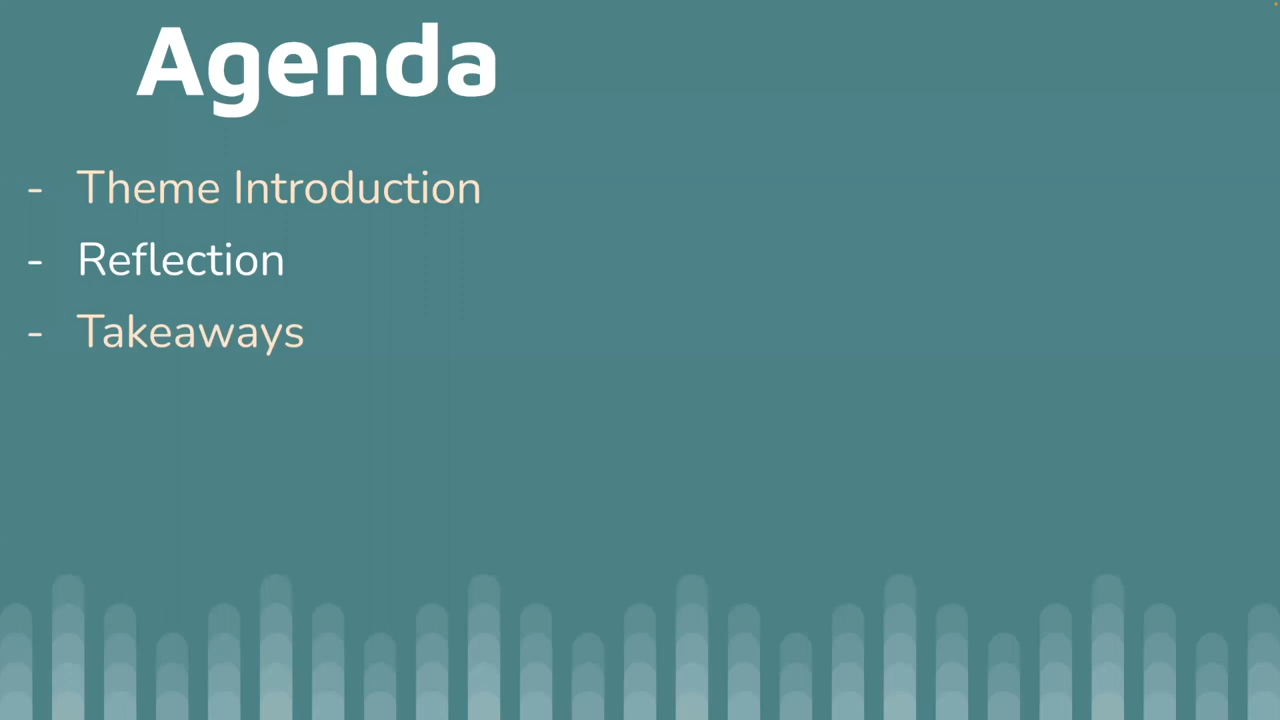 Agenda
- Theme Introduction
- Reflection
- Takeaways